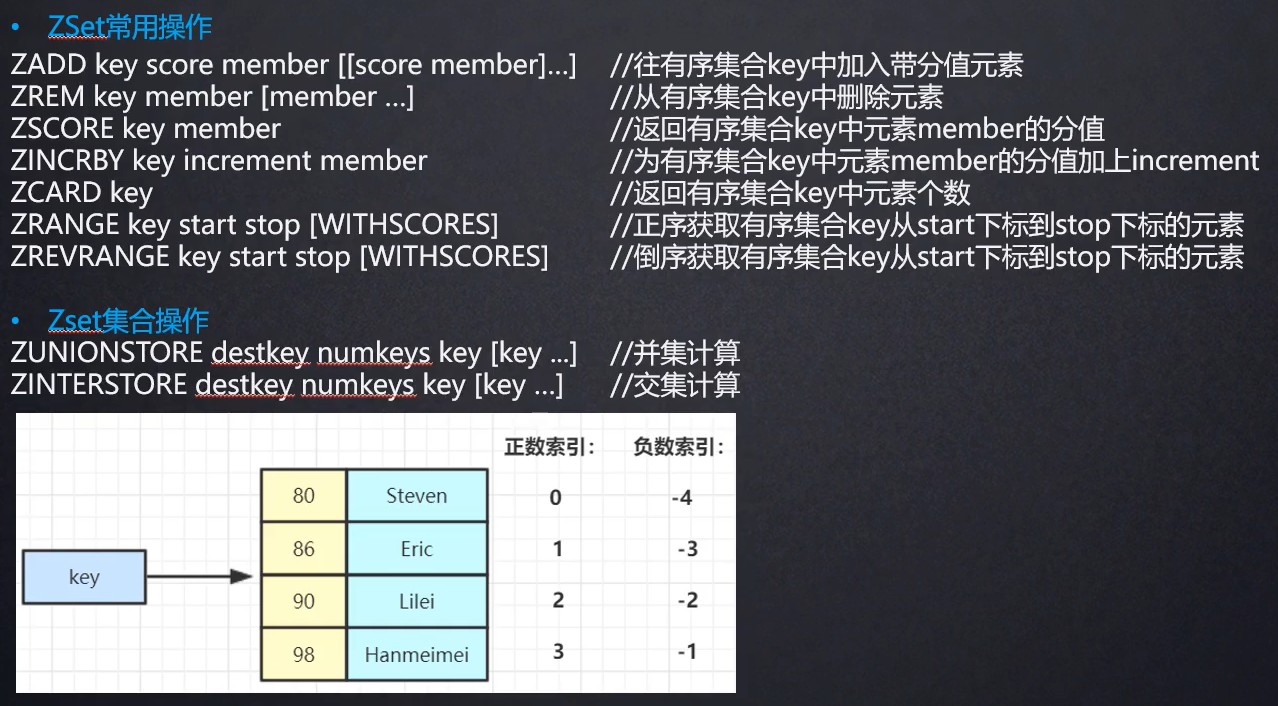 • ZSet常用操作
ZADD key score member [[score member]…] //往有序集合key中加入带分值元素
ZREM key member [member …] //从有序集合key中删除元素
ZSCORE key member //返回有序集合key中元素member的分值
ZINCRBY key increment member //为有序集合key中元素member的分值加上increment
ZCARD key //返回有序集合key中元素个数
ZRANGE key start stop [WITHSCORES] //正序获取有序集合key从start下标到stop下标的元素
ZREVRANGE key start stop [WITHSCORES] //倒序获取有序集合key从start下标到stop下标的元素
• Zset集合操作
ZUNIONSTORE destkey numkeys key [key ...] //并集计算
ZINTERSTORE destkey numkeys key [key …] //交集计算
正数索引： 负数索引：
80 Steven 0 -4
86 Eric 1 -3
key
90 Lilei 2 -2
98 Hanmeimei 3 -1